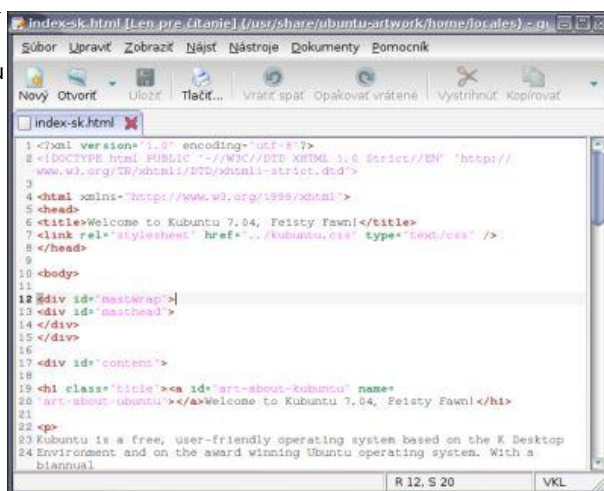 index-sk.html [Len pre čítanie] (/usr/share/ubuntu-artwork/home/locales) - g
Súbor Upraviť Zobraziť Nájsť Nástroje Dokumenty Pomocník
Nový Otvoriť Uložiť Tlačiť... Vrátiť späť Opakovať vrátené Vystrihnúť Kopírovať
index-sk.html
1 <?xml version="1.0" encoding="utf-8"?>
2 <!DOCTYPE html PUBLIC "-//W3C//DTD XHTML 1.0 Strict//EN" "http://
www.w3.org/TR/xhtml1/DTD/xhtml1-strict.dtd">
3
4 <html xmlns="http://www.w3.org/1999/xhtml">
5 <head>
6 <title>Welcome to Kubuntu 7.04, Feisty Fawn!</title>
7 <link rel="stylesheet" href="../kubuntu.css" type="text/css" />
8 </head>
9
10 <body>
11
12 <div id="mastwrap">
13 <div id="masthead">
14 </div>
15 </div>
16
17 <div id="content">
18
19 <h1 class="title"><a id="art-about-kubuntu" name=
20 "art-about-ubuntu"></a>Welcome to Kubuntu 7.04, Feisty Fawn!</h1>
21
22 <p>
23 Kubuntu is a free, user-friendly operating system based on the K Desktop
24 Environment and on the award winning Ubuntu operating system. With a
biannual
R 12, S 20 VKL